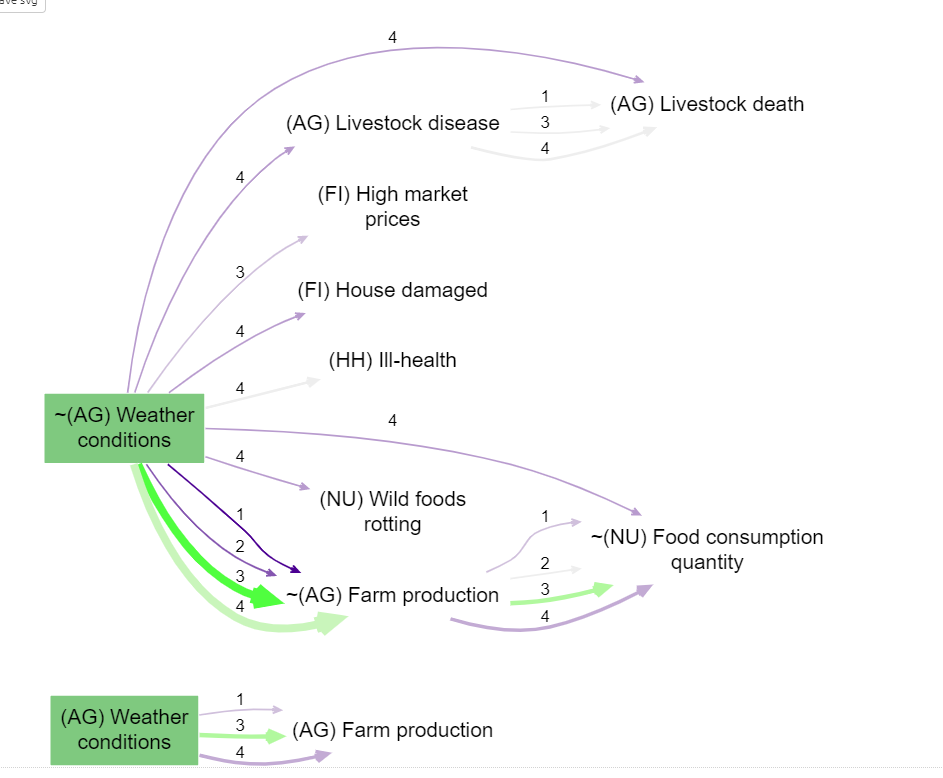 ave svg
4
(AG) Livestock death
1
(AG) Livestock disease
3
4
4
(FI) High market
prices
3
(FI) House damaged
4
(HH) Ill-health
4
~(AG) Weather
conditions
4
4
(NU) Wild foods
rotting
1
2
3
4
~(AG) Farm production
1
2
3
4
~(NU) Food consumption
quantity
(AG) Weather
conditions
1
3
4
(AG) Farm production